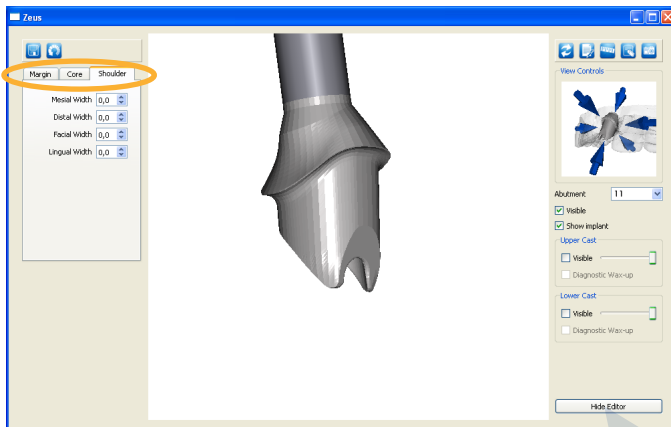 Zeus
Margin Core Shoulder
Mesial Width 0,0
Distal Width 0,0
Facial Width 0,0
Lingual Width 0,0
View Controls
Abutment 11
Visible
Show implant
Upper Cast
Visible
Diagnostic Wax-up
Lower Cast
Visible
Diagnostic Wax-up
Hide Editor